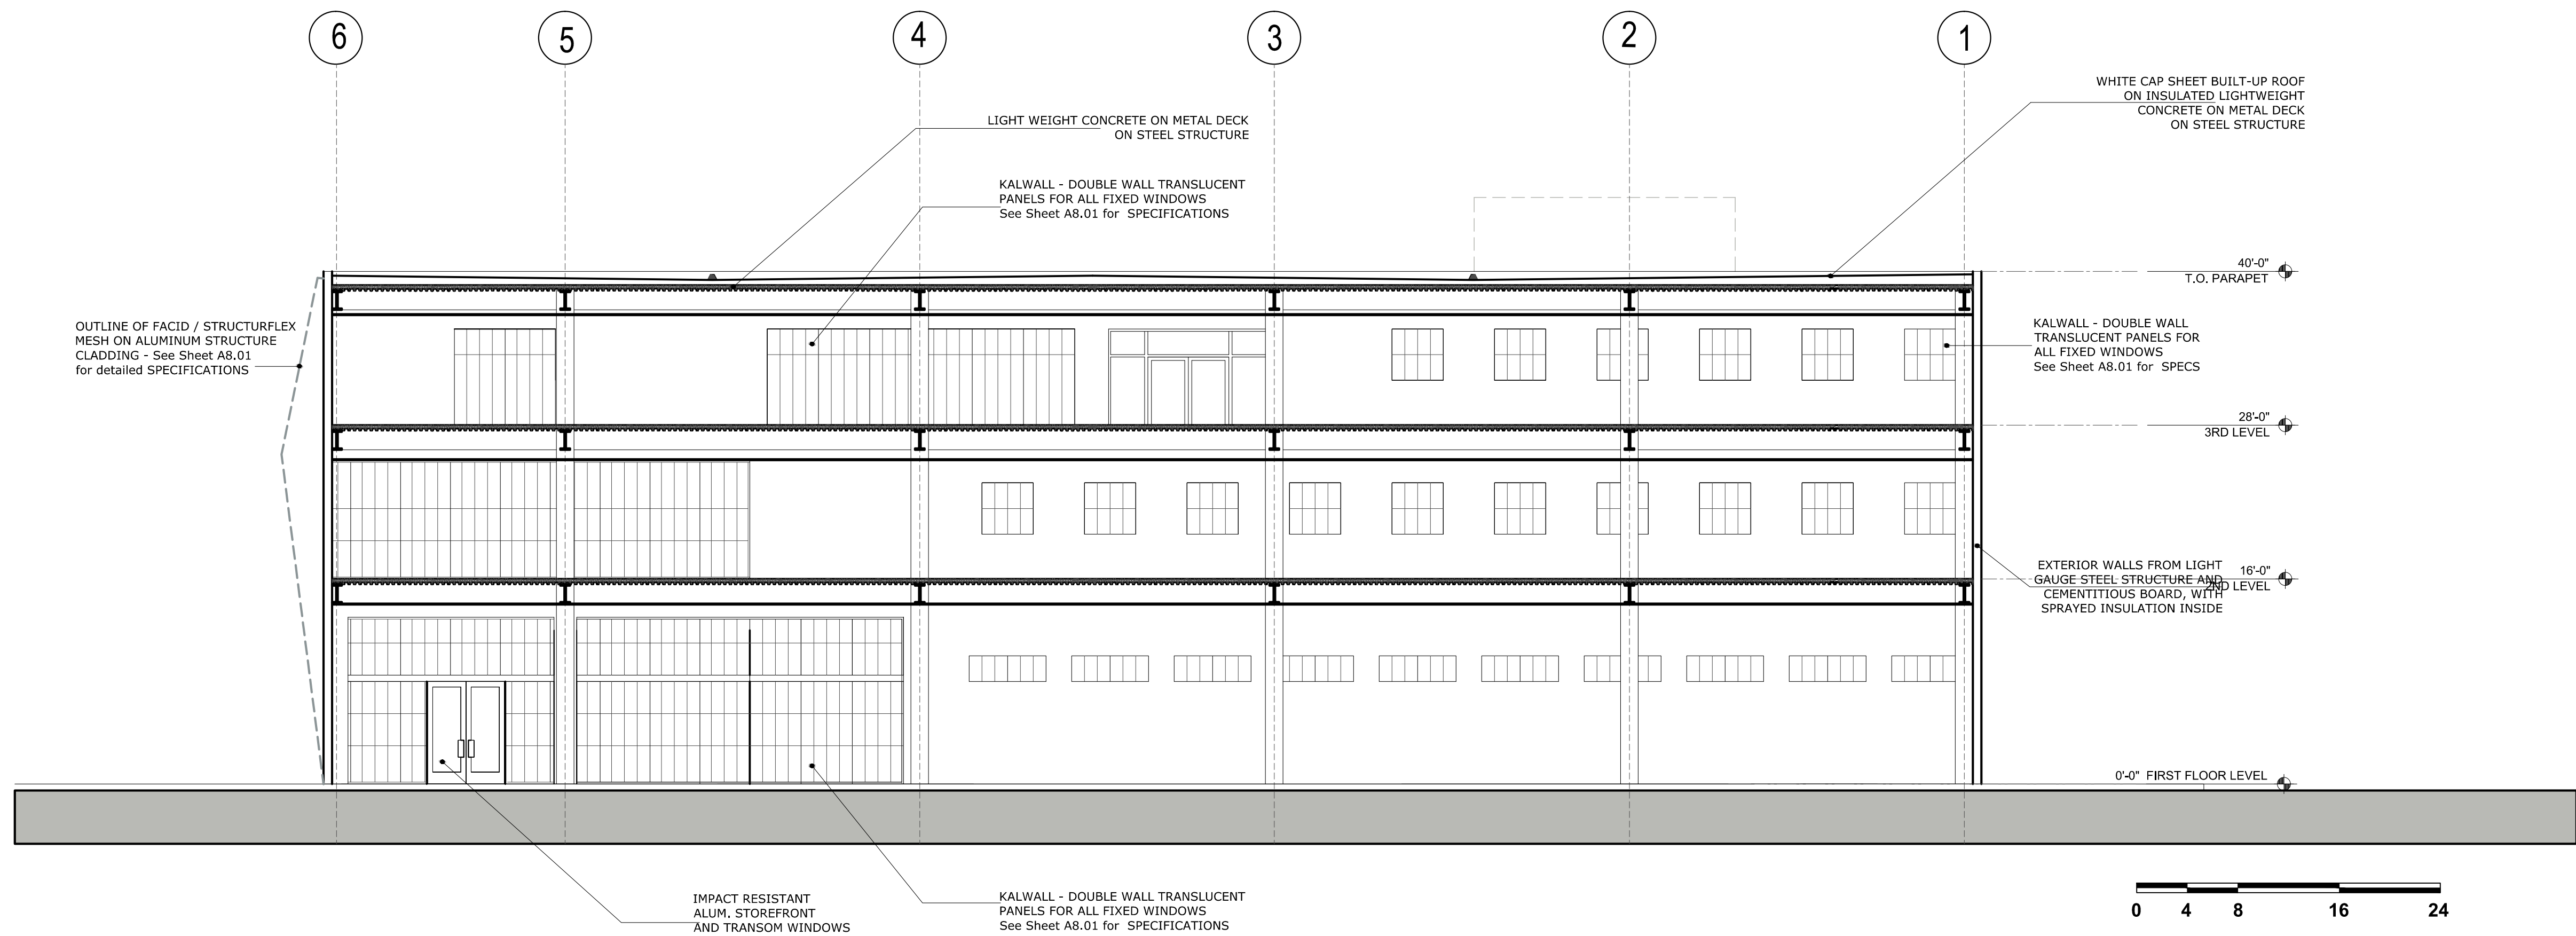 6
5
4
3
2
1
WHITE CAP SHEET BUILT-UP ROOF
ON INSULATED LIGHTWEIGHT
CONCRETE ON METAL DECK
ON STEEL STRUCTURE
LIGHT WEIGHT CONCRETE ON METAL DECK
ON STEEL STRUCTURE
KALWALL - DOUBLE WALL TRANSLUCENT
PANELS FOR ALL FIXED WINDOWS
See Sheet A8.01 for SPECIFICATIONS
40'-0"
T.O. PARAPET
OUTLINE OF FACID / STRUCTURFLEX
MESH ON ALUMINUM STRUCTURE
CLADDING - See Sheet A8.01
for detailed SPECIFICATIONS
KALWALL - DOUBLE WALL
TRANSLUCENT PANELS FOR
ALL FIXED WINDOWS
See Sheet A8.01 for SPECS
28'-0"
3RD LEVEL
EXTERIOR WALLS FROM LIGHT
GAUGE STEEL STRUCTURE AND
CEMENTITIOUS BOARD, WITH
SPRAYED INSULATION INSIDE
16'-0"
2ND LEVEL
0'-0" FIRST FLOOR LEVEL
IMPACT RESISTANT
ALUM. STOREFRONT
AND TRANSOM WINDOWS
KALWALL - DOUBLE WALL TRANSLUCENT
PANELS FOR ALL FIXED WINDOWS
See Sheet A8.01 for SPECIFICATIONS
0 4 8 16 24